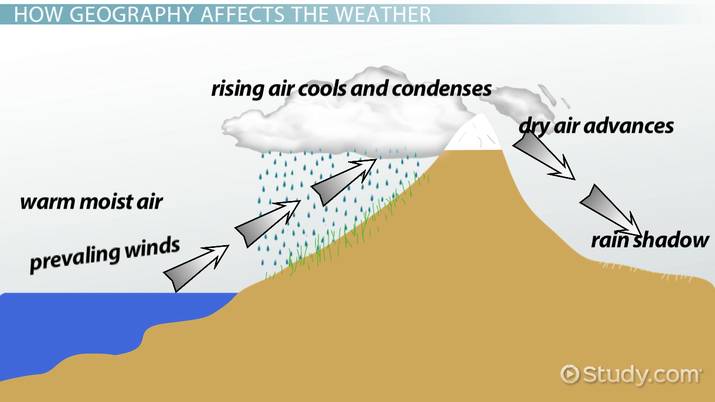 HOW GEOGRAPHY AFFECTS THE WEATHER
rising air cools and condenses
dry air advances
warm moist air
prevaling winds
rain shadow
Study.com